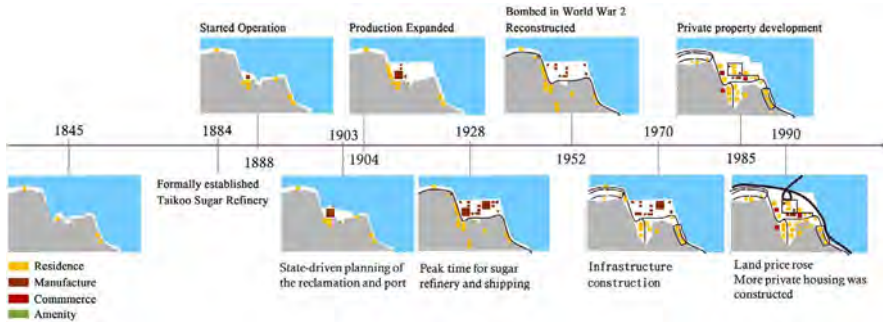 Bombed in World War 2
Started Operation
Production Expanded
Reconstructed
Private property development
1845
1884
1903
1928
1970
1990
1888
1904
1952
1985
Formally established
Taikoo Sugar Refinery
State-driven planning of
the reclamation and port
Peak time for sugar
refinery and shipping
Infrastructure
construction
Land price rose
More private housing was
constructed
Residence
Manufacture
Commmerce
Amenity